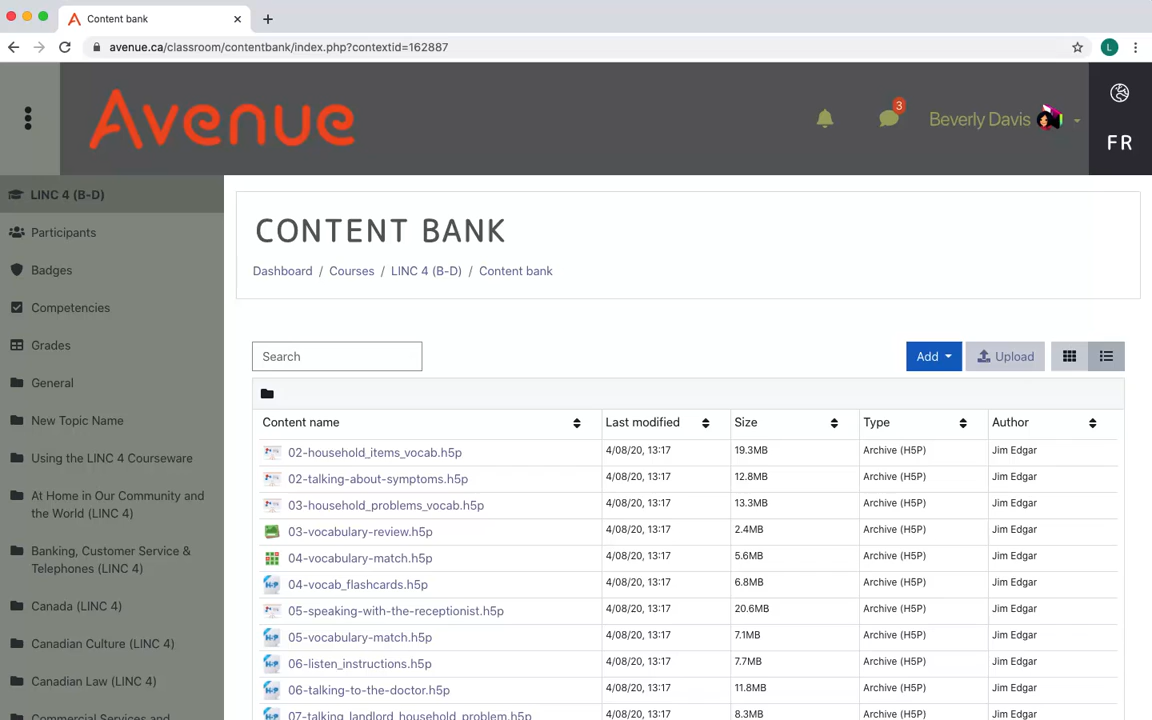 Content bank
avenue.ca/classroom/contentbank/index.php?contextid=162887
L
Avenue
3
Beverly Davis
FR
LINC 4 (B-D)
Participants
Badges
Competencies
Grades
General
New Topic Name
Using the LINC 4 Courseware
At Home in Our Community and
the World (LINC 4)
Banking, Customer Service &
Telephones (LINC 4)
Canada (LINC 4)
Canadian Culture (LINC 4)
Canadian Law (LINC 4)
Commercial Services and
CONTENT BANK
Dashboard / Courses / LINC 4 (B-D) / Content bank
Search
Add
Upload
Content name Last modified Size Type Author
02-household_items_vocab.h5p 4/08/20, 13:17 19.3MB Archive (H5P) Jim Edgar
02-talking-about-symptoms.h5p 4/08/20, 13:17 12.8MB Archive (H5P) Jim Edgar
03-household_problems_vocab.h5p 4/08/20, 13:17 13.3MB Archive (H5P) Jim Edgar
03-vocabulary-review.h5p 4/08/20, 13:17 2.4MB Archive (H5P) Jim Edgar
04-vocabulary-match.h5p 4/08/20, 13:17 5.6MB Archive (H5P) Jim Edgar
04-vocab_flashcards.h5p 4/08/20, 13:17 6.8MB Archive (H5P) Jim Edgar
05-speaking-with-the-receptionist.h5p 4/08/20, 13:17 20.6MB Archive (H5P) Jim Edgar
05-vocabulary-match.h5p 4/08/20, 13:17 7.1MB Archive (H5P) Jim Edgar
06-listen_instructions.h5p 4/08/20, 13:17 7.7MB Archive (H5P) Jim Edgar
06-talking-to-the-doctor.h5p 4/08/20, 13:17 11.8MB Archive (H5P) Jim Edgar
07-talking_landlord_household_problem.h5p 4/08/20, 13:17 8.3MB Archive (H5P) Jim Edgar